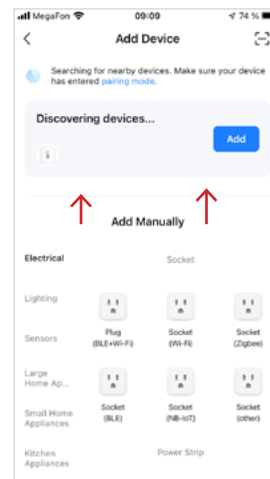 MegaFon 09:09 74 %
Add Device
Searching for nearby devices. Make sure your device
has entered pairing mode.
Discovering devices...
Add
Add Manually
Electrical
Socket
Lighting
Plug
(BLE+Wi-Fi)
Socket
(Wi-Fi)
Socket
(Zigbee)
Sensors
Large
Home Ap...
Socket
(BLE)
Socket
(NB-IoT)
Socket
(other)
Small Home
Appliances
Kitchen
Appliances
Power Strip